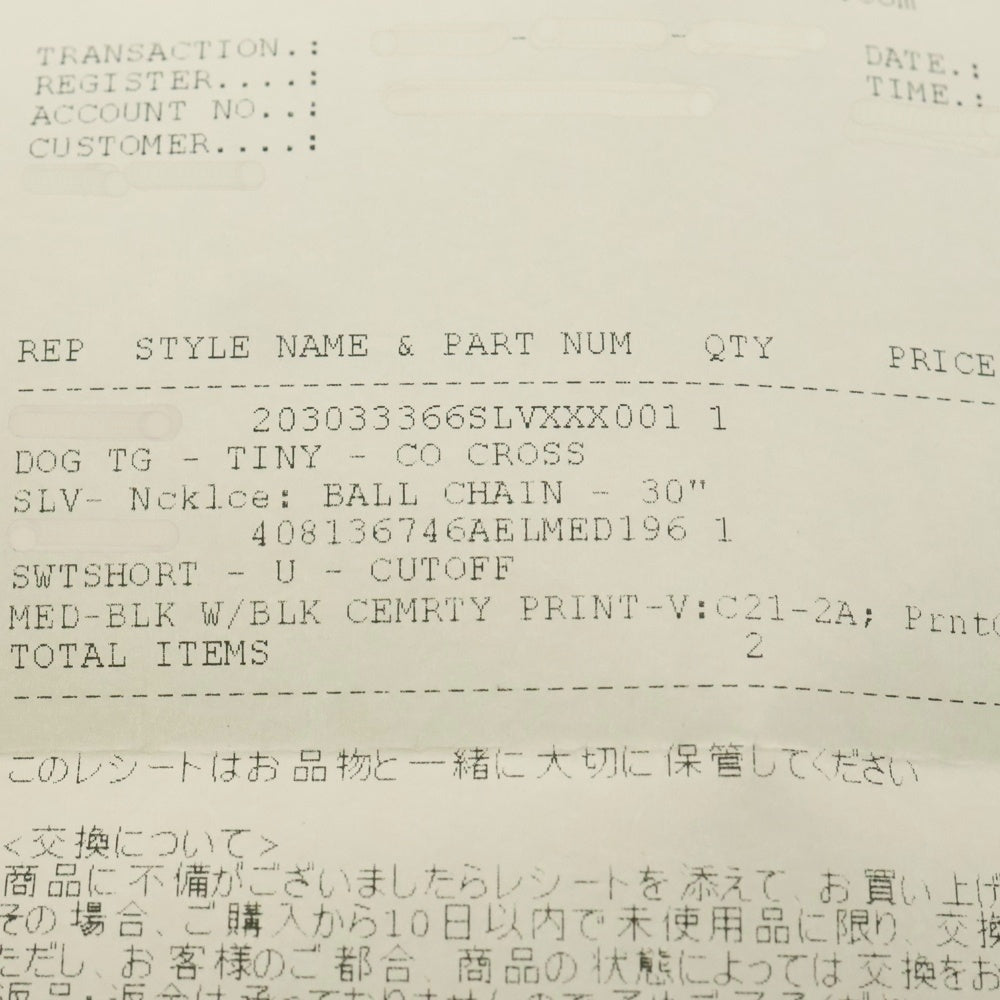 TRANSACTION.:
REGISTER....:
ACCOUNT NO..:
CUSTOMER....:
DATE.:
TIME.:
REP STYLE NAME & PART NUM QTY PRICE
203033366SLVXXX001 1
DOG TG - TINY - CO CROSS
SLV- Ncklce: BALL CHAIN - 30"
408136746AELMED196 1
SWTSHORT - U - CUTOFF
MED-BLK W/BLK CEMRTY PRINT-V:C21-2A; Prnt
TOTAL ITEMS 2
このレシートはお品物と一緒に大切に保管してください
<交換について>
商品に不備がございましたらレシートを添えて、お買い上げ
その場合、ご購入から10日以内で未使用品に限り、交換
ただし、お客様のご都合、商品の状態によっては交換をお